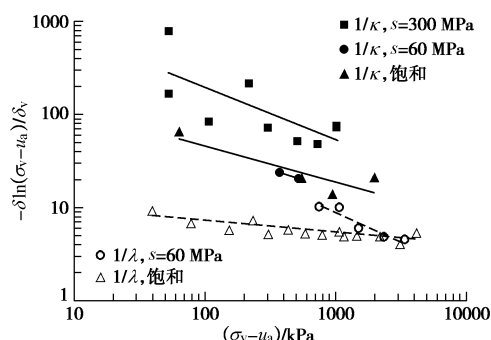 1000
100
10
1
10
100
1000
10000
−δln(σᵥ−uₐ)/δᵥ
(σᵥ−uₐ)/kPa
1/κ, s=300 MPa
1/κ, s=60 MPa
1/κ, 饱和
1/λ, s=60 MPa
1/λ, 饱和